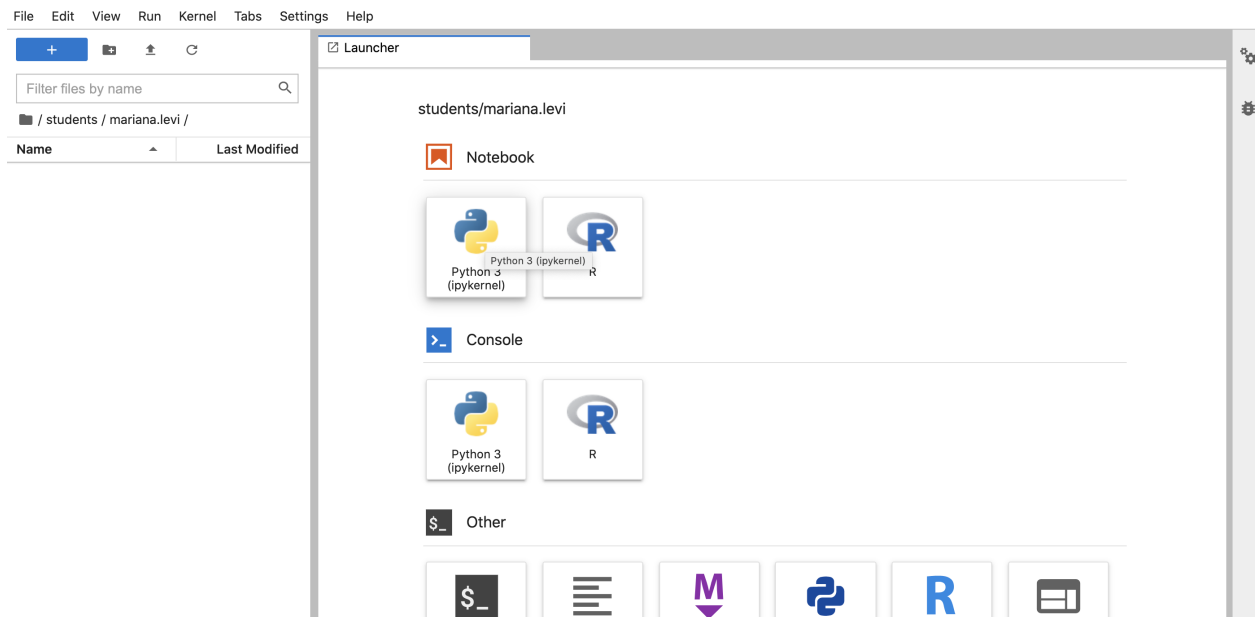 File Edit View Run Kernel Tabs Settings Help
+
Filter files by name
/ students / mariana.levi /
Name Last Modified
Launcher
students/mariana.levi
Notebook
Python 3
(ipykernel)
R
Python 3 (ipykernel)
>_ Console
Python 3
(ipykernel)
R
$_ Other
$_
M
R